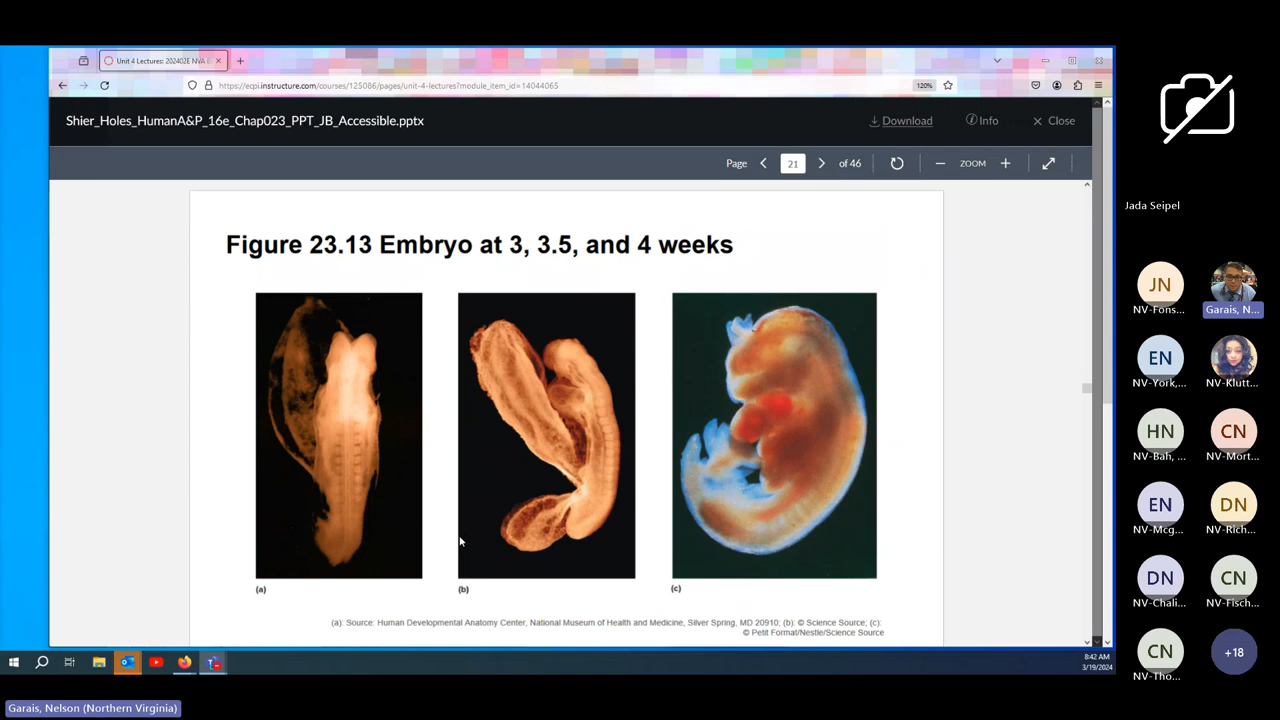 Unit 4 Lectures: 202402E NVA
https://ecpi.instructure.com/courses/125086/pages/unit-4-lectures?module_item_id=14044065
120%
Shier_Holes_HumanA&P_16e_Chap023_PPT_JB_Accessible.pptx
Download
Info
Close
Page
21
of 46
ZOOM
Figure 23.13 Embryo at 3, 3.5, and 4 weeks
(a)
(b)
(c)
(a): Source: Human Developmental Anatomy Center, National Museum of Health and Medicine, Silver Spring, MD 20910; (b): © Science Source; (c):
© Petit Format/Nestle/Science Source
8:42 AM
3/19/2024
Jada Seipel
JN
NV-Fons...
Garais, N...
EN
NV-York,...
NV-Klutt...
HN
NV-Bah, ...
CN
NV-Mort...
EN
NV-Mcg...
DN
NV-Rich...
DN
NV-Chali...
CN
NV-Fisch...
CN
NV-Tho...
+18
Garais, Nelson (Northern Virginia)